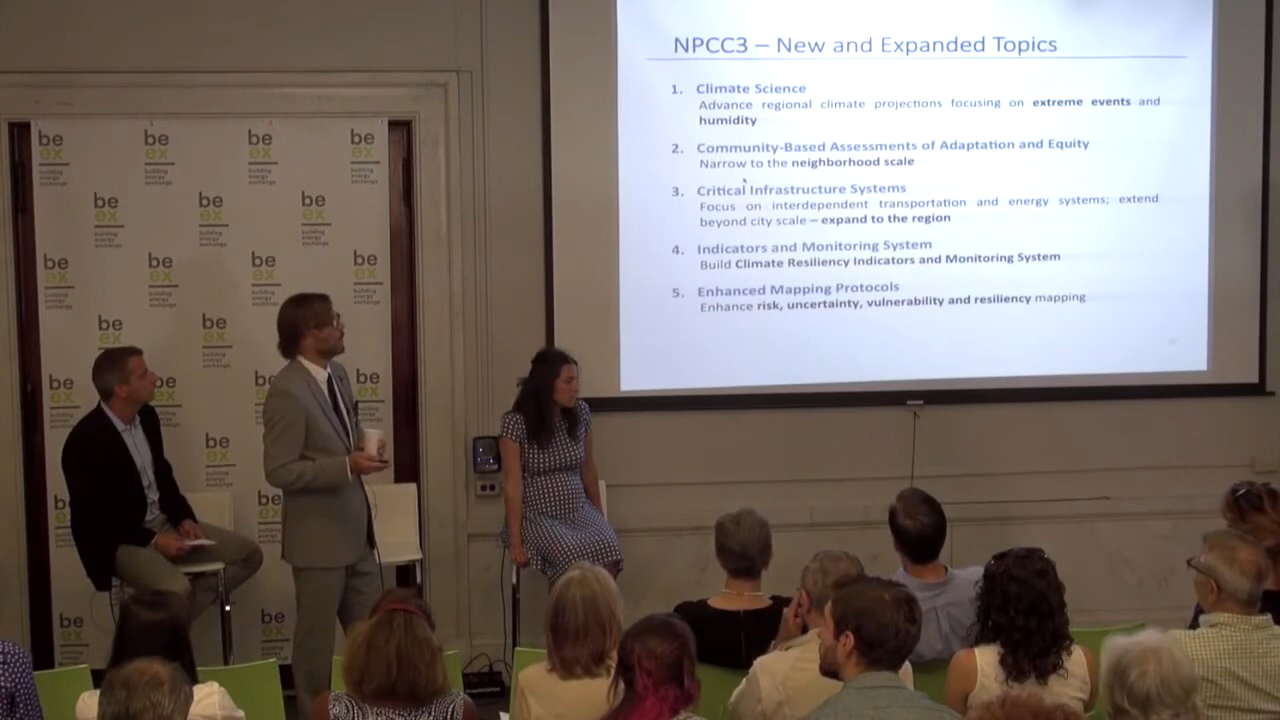 NPCC3 – New and Expanded Topics
1. Climate Science
Advance regional climate projections focusing on extreme events and
humidity
2. Community-Based Assessments of Adaptation and Equity
Narrow to the neighborhood scale
3. Critical Infrastructure Systems
Focus on interdependent transportation and energy systems; extend
beyond city scale – expand to the region
4. Indicators and Monitoring System
Build Climate Resiliency Indicators and Monitoring System
5. Enhanced Mapping Protocols
Enhance risk, uncertainty, vulnerability and resiliency mapping
be
ex
building
energy
exchange